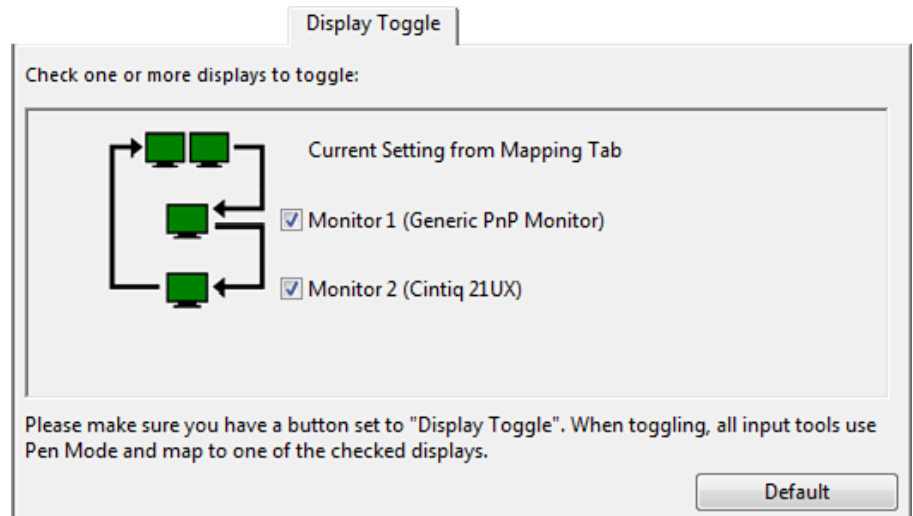 Display Toggle
Check one or more displays to toggle:
Current Setting from Mapping Tab
Monitor 1 (Generic PnP Monitor)
Monitor 2 (Cintiq 21UX)
Please make sure you have a button set to "Display Toggle". When toggling, all input tools use
Pen Mode and map to one of the checked displays.
Default